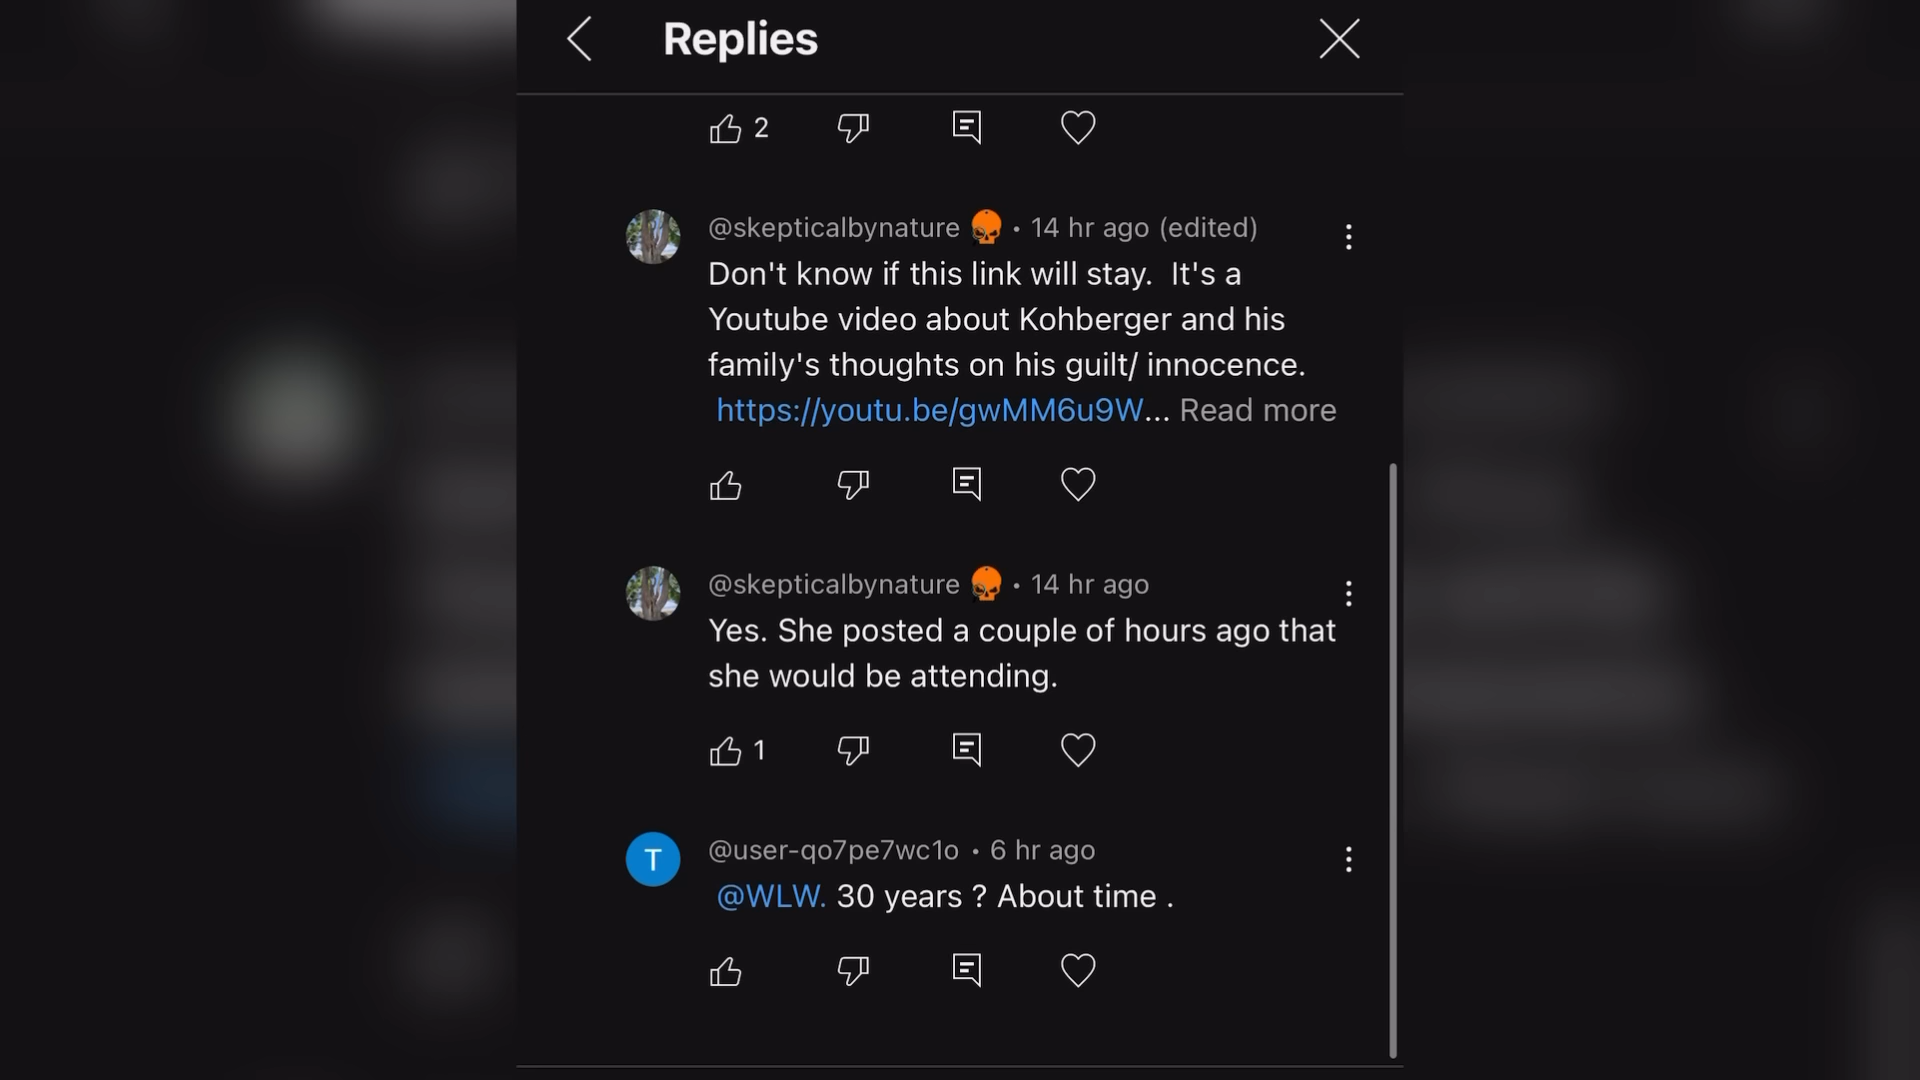 Replies
2
@skepticalbynature • 14 hr ago (edited)
Don't know if this link will stay.  It's a
Youtube video about Kohberger and his
family's thoughts on his guilt/ innocence.
https://youtu.be/gwMM6u9W... Read more
@skepticalbynature • 14 hr ago
Yes. She posted a couple of hours ago that
she would be attending.
1
T
@user-qo7pe7wc1o • 6 hr ago
@WLW. 30 years ? About time .